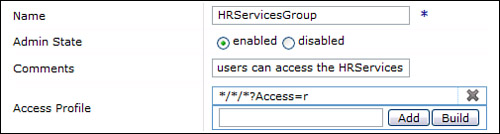 Name HRServicesGroup *
Admin State enabled disabled
Comments users can access the HRServices
Access Profile */*/*?Access=r
Add Build